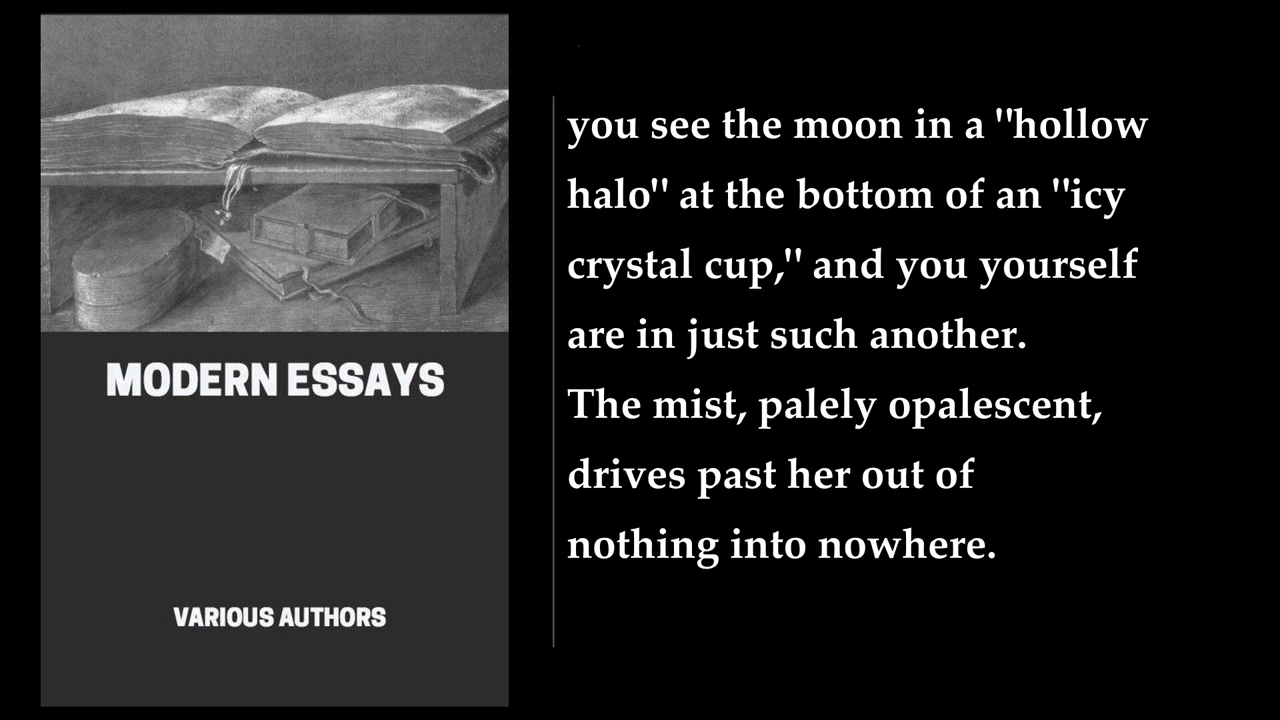 MODERN ESSAYS
VARIOUS AUTHORS
you see the moon in a "hollow
halo" at the bottom of an "icy
crystal cup," and you yourself
are in just such another.
The mist, palely opalescent,
drives past her out of
nothing into nowhere.